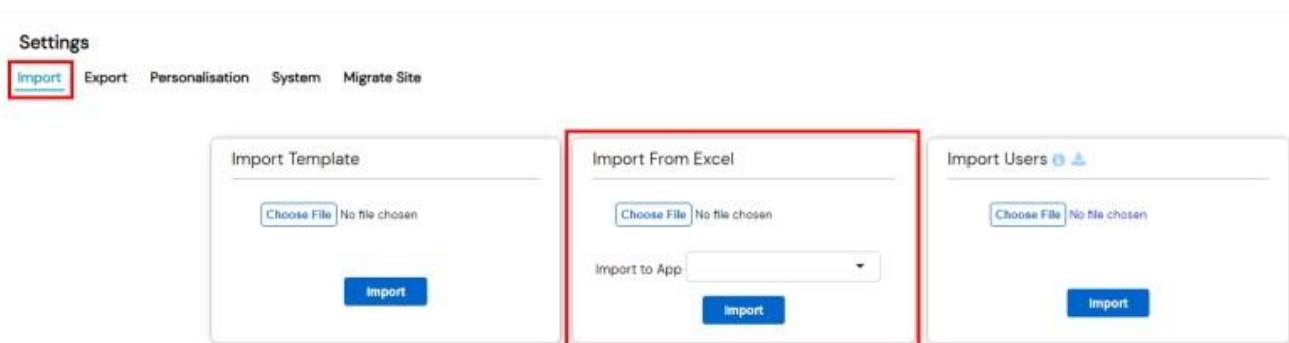 Settings
Import Export Personalisation System Migrate Site
Import Template
Choose File No file chosen
Import
Import From Excel
Choose File No file chosen
Import to App
Import
Import Users
Choose File No file chosen
Import